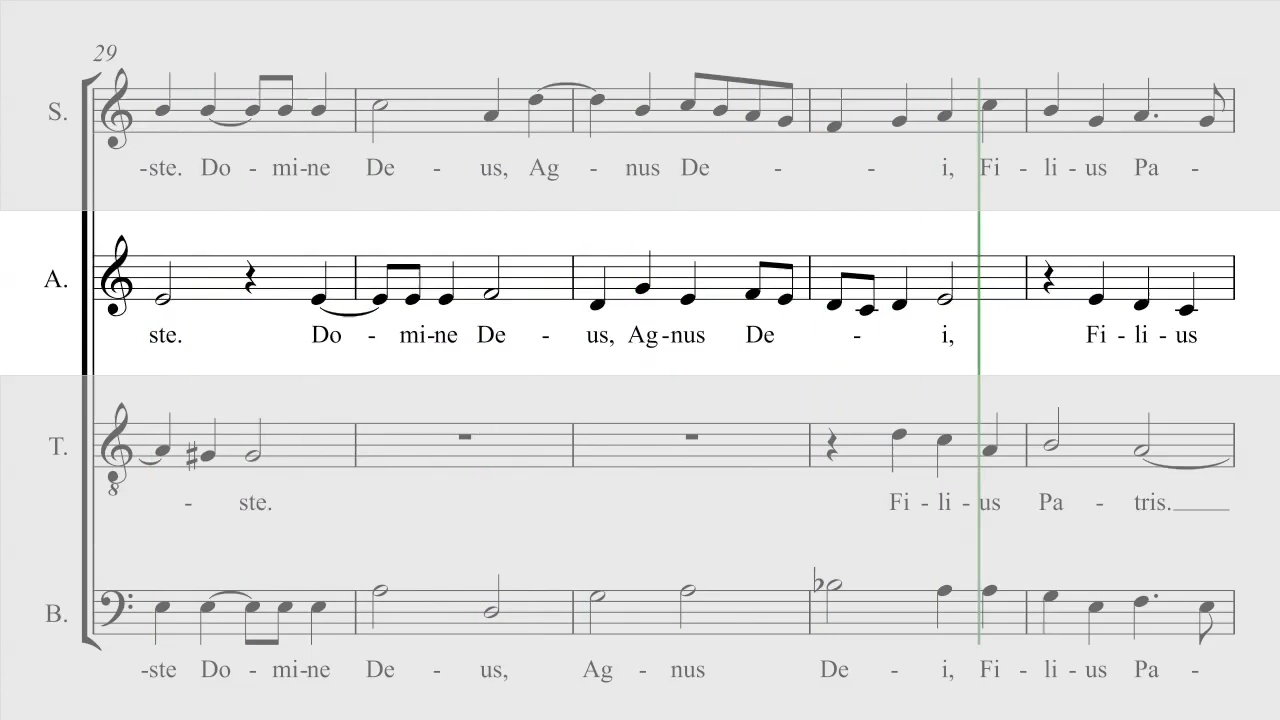 29
S.
-ste. Do - mi-ne De - us, Ag - nus De - - i, Fi - li - us Pa -
A.
ste. Do - mi-ne De - us, Ag-nus De - i, Fi - li - us
T.
8
- ste. Fi - li - us Pa - tris.
B.
-ste Do - mi-ne De - us, Ag - nus De - i, Fi - li - us Pa -